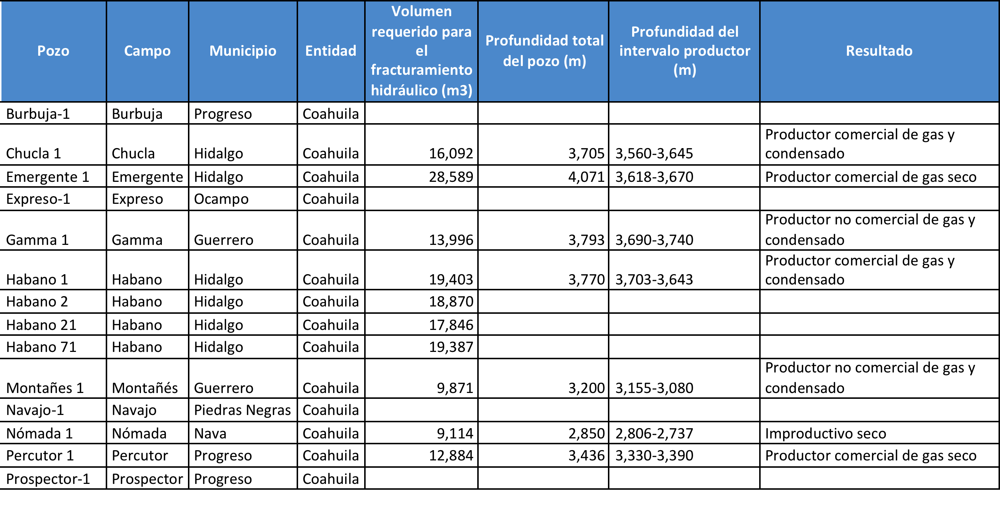 Pozo Campo Municipio Entidad Volumen requerido para el fracturamiento hidráulico (m3) Profundidad total del pozo (m) Profundidad del intervalo productor (m) Resultado
Burbuja-1 Burbuja Progreso Coahuila
Chucla 1 Chucla Hidalgo Coahuila 16,092 3,705 3,560-3,645 Productor comercial de gas y condensado
Emergente 1 Emergente Hidalgo Coahuila 28,589 4,071 3,618-3,670 Productor comercial de gas seco
Expreso-1 Expreso Ocampo Coahuila
Gamma 1 Gamma Guerrero Coahuila 13,996 3,793 3,690-3,740 Productor no comercial de gas y condensado
Habano 1 Habano Hidalgo Coahuila 19,403 3,770 3,703-3,643 Productor comercial de gas y condensado
Habano 2 Habano Hidalgo Coahuila 18,870
Habano 21 Habano Hidalgo Coahuila 17,846
Habano 71 Habano Hidalgo Coahuila 19,387
Montañes 1 Montañés Guerrero Coahuila 9,871 3,200 3,155-3,080 Productor no comercial de gas y condensado
Navajo-1 Navajo Piedras Negras Coahuila
Nómada 1 Nómada Nava Coahuila 9,114 2,850 2,806-2,737 Improductivo seco
Percutor 1 Percutor Progreso Coahuila 12,884 3,436 3,330-3,390 Productor comercial de gas seco
Prospector-1 Prospector Progreso Coahuila